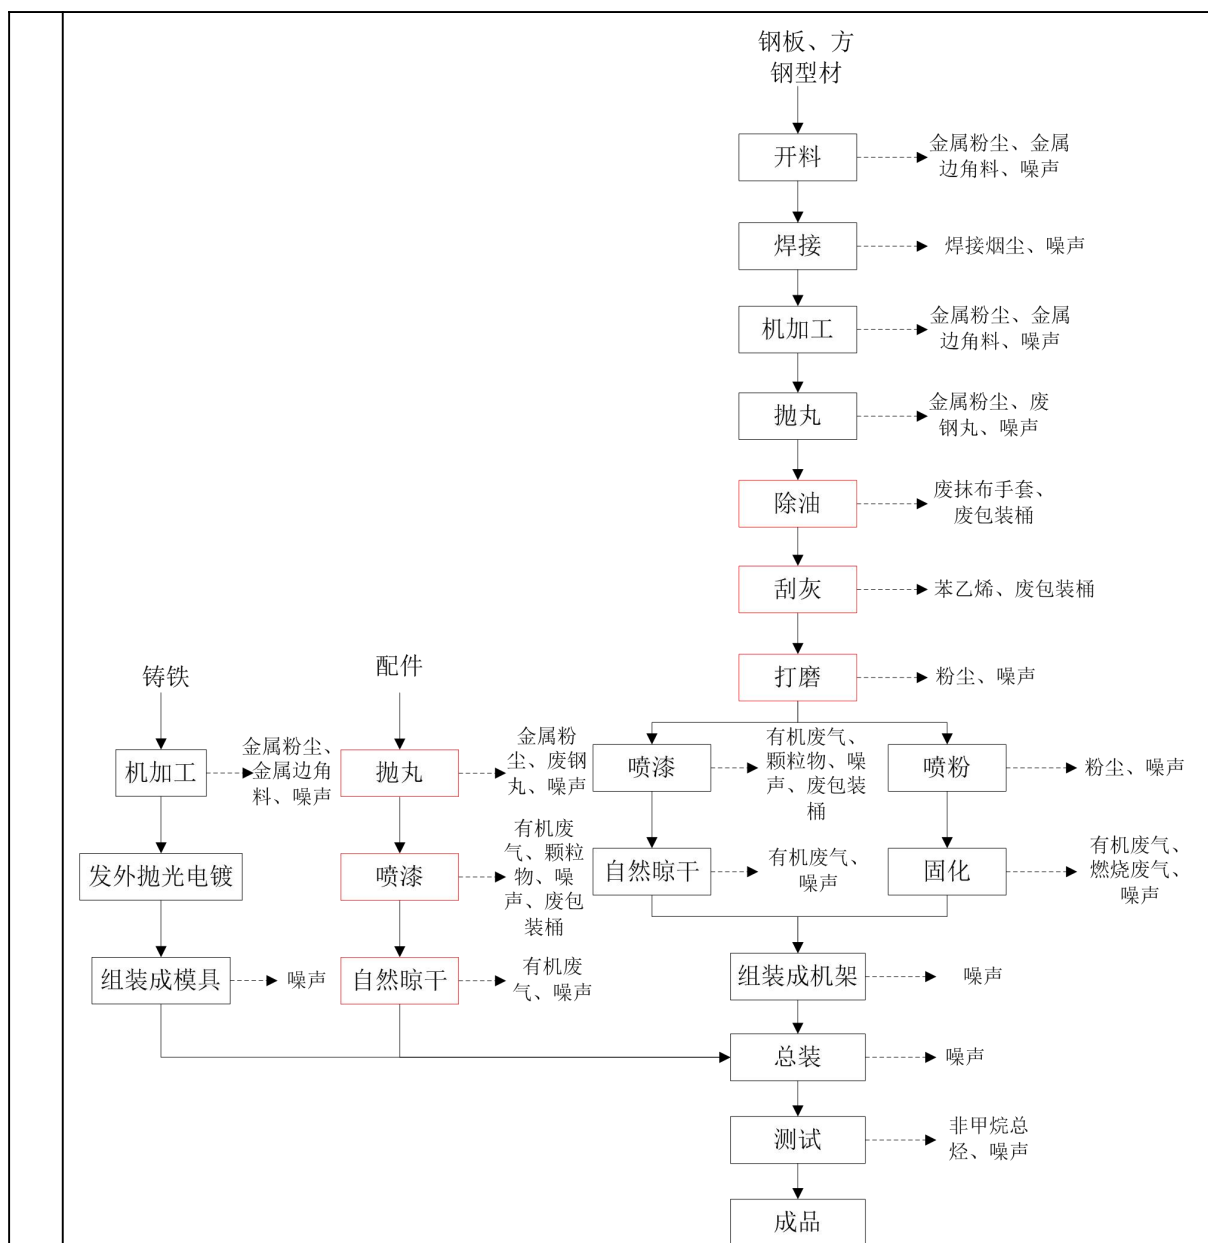 钢板、方
钢型材
开料
金属粉尘、金属
边角料、噪声
焊接
焊接烟尘、噪声
机加工
金属粉尘、金属
边角料、噪声
抛丸
金属粉尘、废
钢丸、噪声
除油
废抹布手套、
废包装桶
刮灰
苯乙烯、废包装桶
打磨
粉尘、噪声
铸铁
机加工
金属粉尘、
金属边角
料、噪声
发外抛光电镀
组装成模具
噪声
配件
抛丸
金属粉
尘、废钢
丸、噪声
喷漆
有机废
气、颗粒
物、噪
声、废包
装桶
自然晾干
有机废
气、噪声
喷漆
有机废气、
颗粒物、噪
声、废包装
桶
自然晾干
有机废气、
噪声
喷粉
粉尘、噪声
固化
有机废气、
燃烧废气、
噪声
组装成机架
噪声
总装
噪声
测试
非甲烷总
烃、噪声
成品